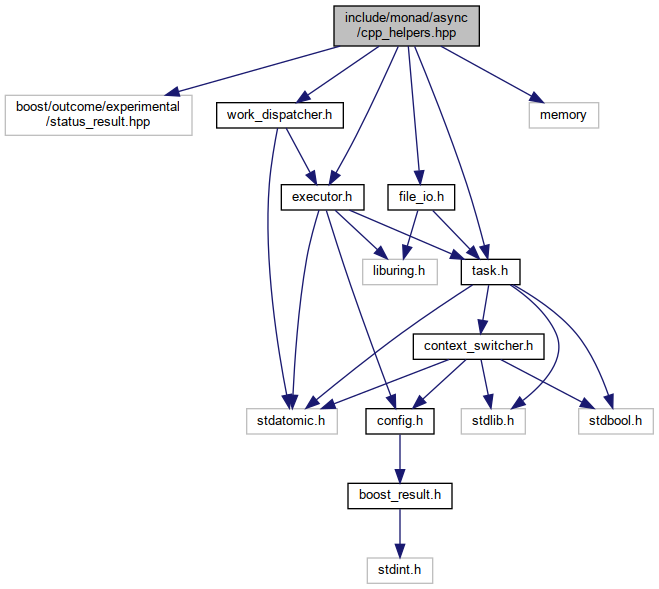 include/monad/async
/cpp_helpers.hpp
boost/outcome/experimental
/status_result.hpp
work_dispatcher.h
memory
executor.h
file_io.h
liburing.h
task.h
context_switcher.h
stdatomic.h
config.h
stdlib.h
stdbool.h
boost_result.h
stdint.h